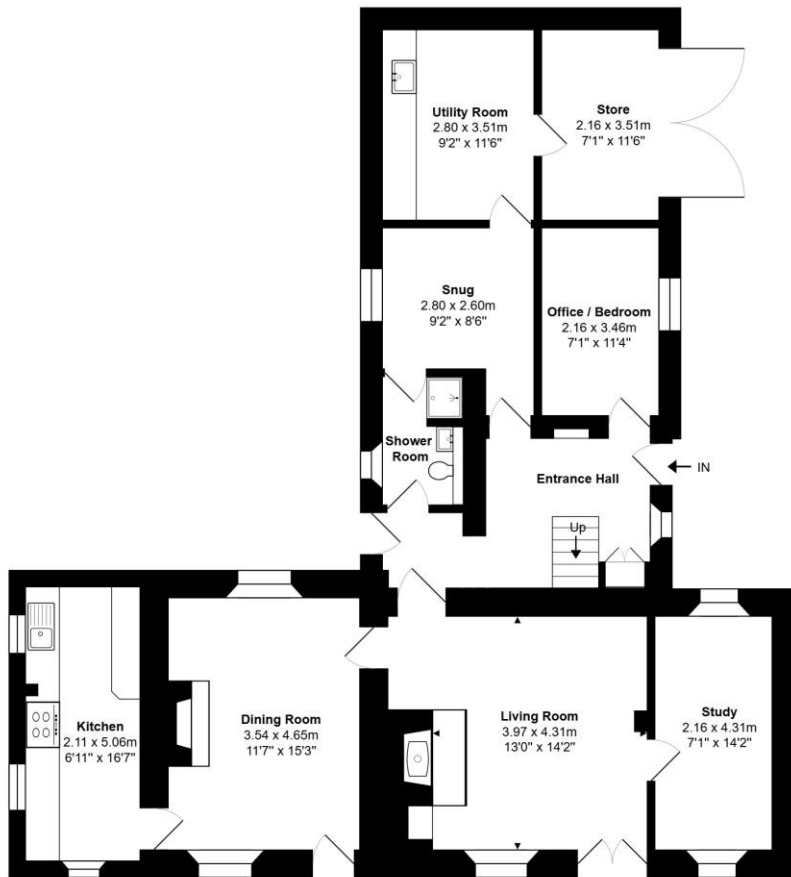 Utility Room
2.80 x 3.51m
9'2" x 11'6"
Store
2.16 x 3.51m
7'1" x 11'6"
Snug
2.80 x 2.60m
9'2" x 8'6"
Office / Bedroom
2.16 x 3.46m
7'1" x 11'4"
Shower
Room
Entrance Hall
IN
Up
Kitchen
2.11 x 5.06m
6'11" x 16'7"
Dining Room
3.54 x 4.65m
11'7" x 15'3"
Living Room
3.97 x 4.31m
13'0" x 14'2"
Study
2.16 x 4.31m
7'1" x 14'2"